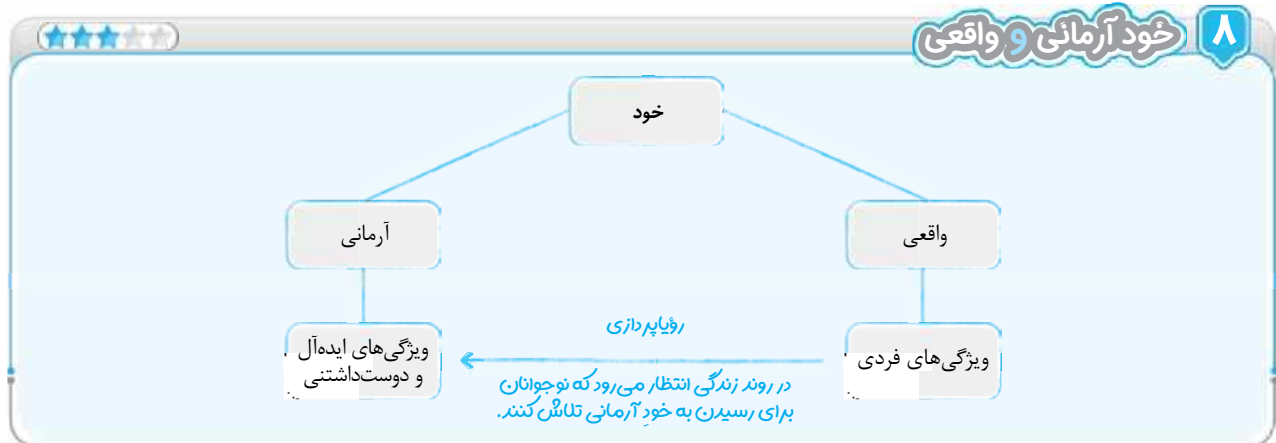 ۸ خود آرمانی و واقعی
خود
واقعی
آرمانی
ویژگی‌های فردی
رؤیاپردازی
در روند زندگی انتظار می‌رود که نوجوانان
برای رسیدن به خودِ آرمانی تلاش کنند.
ویژگی‌های ایده‌آل
و دوست‌داشتنی